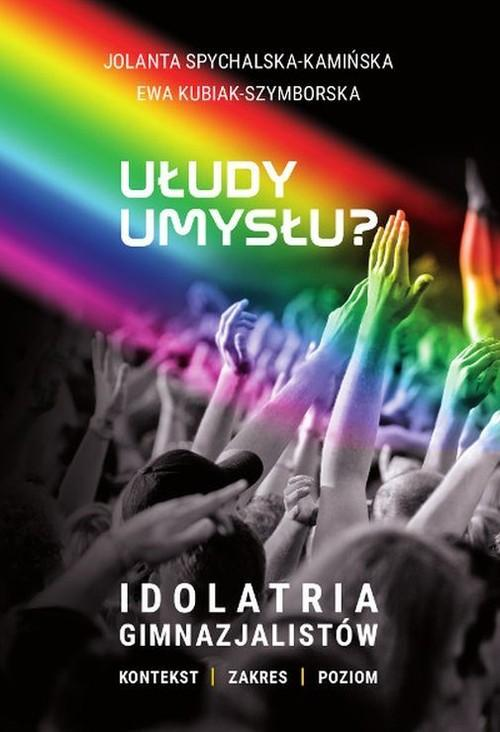 JOLANTA SPYCHALSKA-KAMIŃSKA
EWA KUBIAK-SZYMBORSKA
UŁUDY
UMYSŁU?
IDOLATRIA
GIMNAZJALISTÓW
KONTEKST | ZAKRES | POZIOM